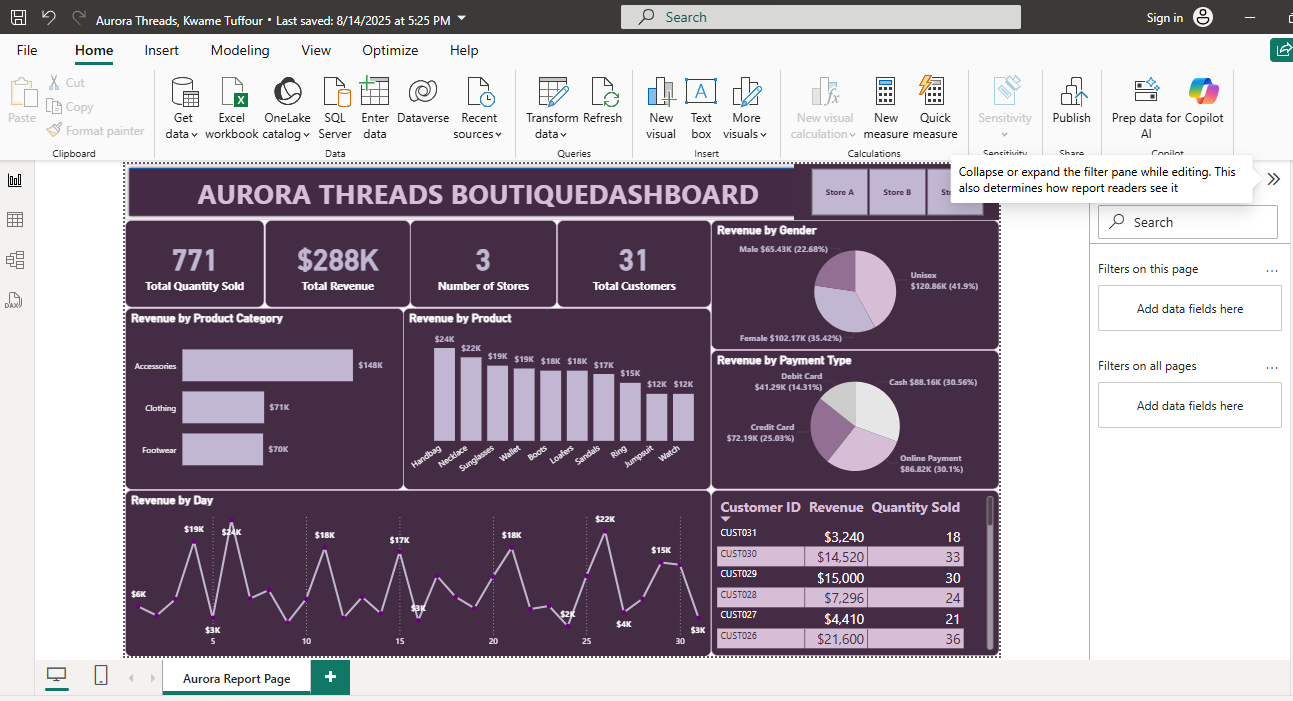 Aurora Threads, Kwame Tuffour • Last saved: 8/14/2025 at 5:25 PM
Search
Sign in
File Home Insert Modeling View Optimize Help
Paste
Cut
Copy
Format painter
Clipboard
Get data
Excel workbook
OneLake catalog
SQL Server
Enter data
Dataverse
Recent sources
Data
Transform data
Refresh
Queries
New visual
Text box
More visuals
Insert
New visual calculation
New measure
Quick measure
Calculations
Sensitivity
Sensitivity
Publish
Share
Prep data for AI
Copilot
Copilot
Collapse or expand the filter pane while editing. This
also determines how report readers see it
DAX
AURORA THREADS BOUTIQUEDASHBOARD
Store A
Store B
771
Total Quantity Sold
$288K
Total Revenue
3
Number of Stores
31
Total Customers
Revenue by Gender
Male $65.43K (22.68%)
Unisex
$120.86K (41.9%)
Female $102.17K (35.42%)
Revenue by Product Category
Accessories $148K
Clothing $71K
Footwear $70K
Revenue by Product
$24K $22K $19K $19K $18K $18K $17K $15K $12K $12K
Handbag Necklace Sunglasses Wallet Boots Loafers Sandals Ring Jumpsuit Watch
Revenue by Payment Type
Debit Card
$41.29K (14.31%)
Cash $88.16K (30.56%)
Credit Card
$72.19K (25.03%)
Online Payment
$86.82K (30.1%)
Revenue by Day
$6K $19K $3K $24K $18K $17K $3K $18K $2K $22K $4K $15K $3K
5 10 15 20 25 30
Customer ID Revenue Quantity Sold
CUST031 $3,240 18
CUST030 $14,520 33
CUST029 $15,000 30
CUST028 $7,296 24
CUST027 $4,410 21
CUST026 $21,600 36
Search
Filters on this page ...
Add data fields here
Filters on all pages ...
Add data fields here
Aurora Report Page